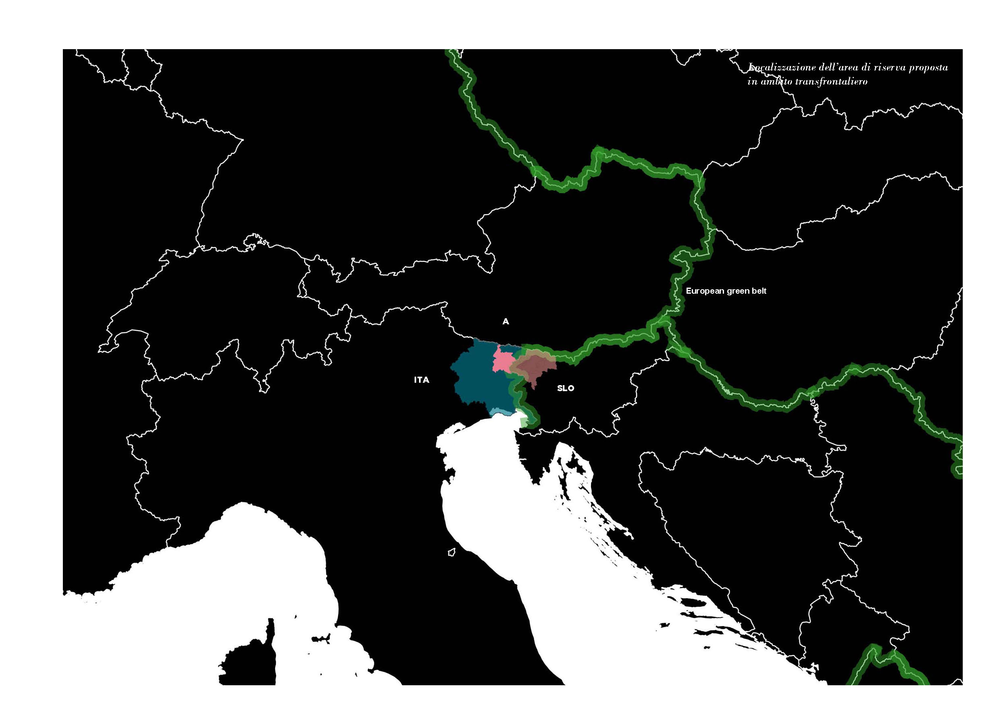 Localizzazione dell'area di riserva proposta
in ambito transfrontaliero
European green belt
A
ITA
SLO